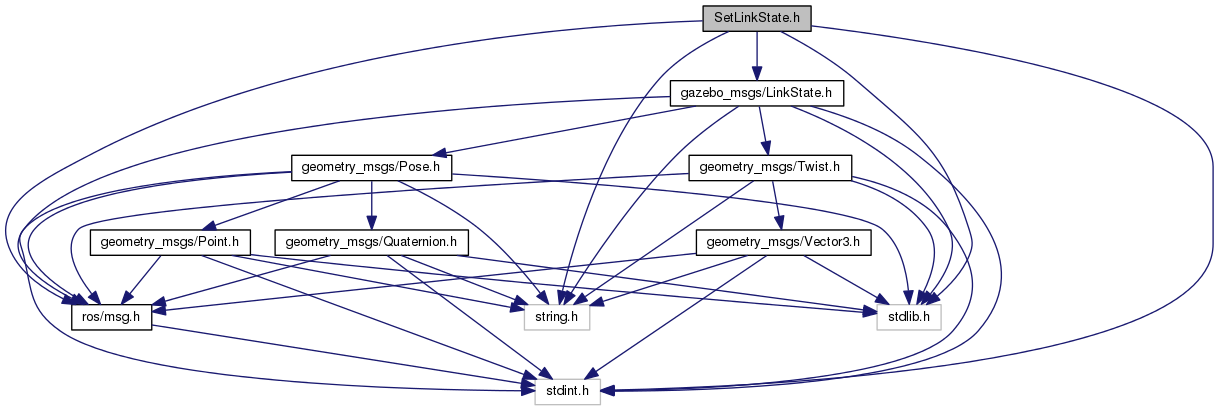 SetLinkState.h
gazebo_msgs/LinkState.h
geometry_msgs/Pose.h
geometry_msgs/Twist.h
geometry_msgs/Point.h
geometry_msgs/Quaternion.h
geometry_msgs/Vector3.h
ros/msg.h
string.h
stdlib.h
stdint.h